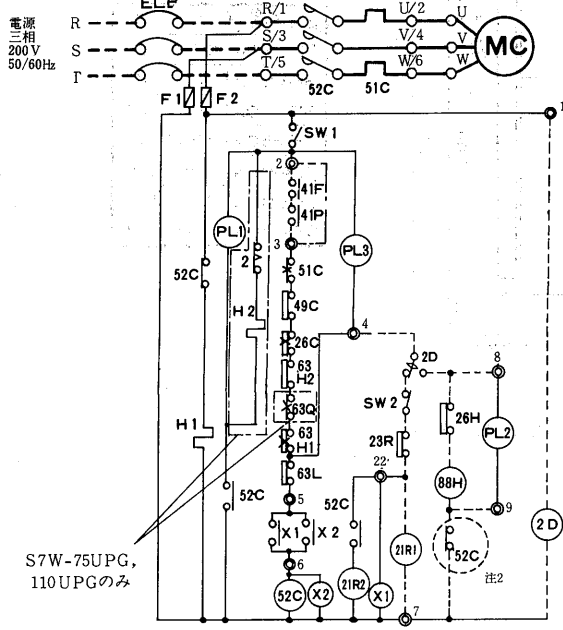 ELB
電源
三相
200V
50/60Hz
R
R/1
U/2
U
S
S/3
V/4
V
MC
T
T/5
W/6
W
52C
51C
F1
F2
1
SW1
2
41F
41P
PL1
3
PL3
2
51C
52C
49C
H2
26C
4
2D
8
63
H2
SW2
63Q
26H
PL2
H1
63
H1
23R
63L
22
52C
5
52C
88H
9
X1
X2
21R1
2D
52C
注2
S7W-75UPG,
110UPGのみ
6
52C
X2
21R2
X1
7